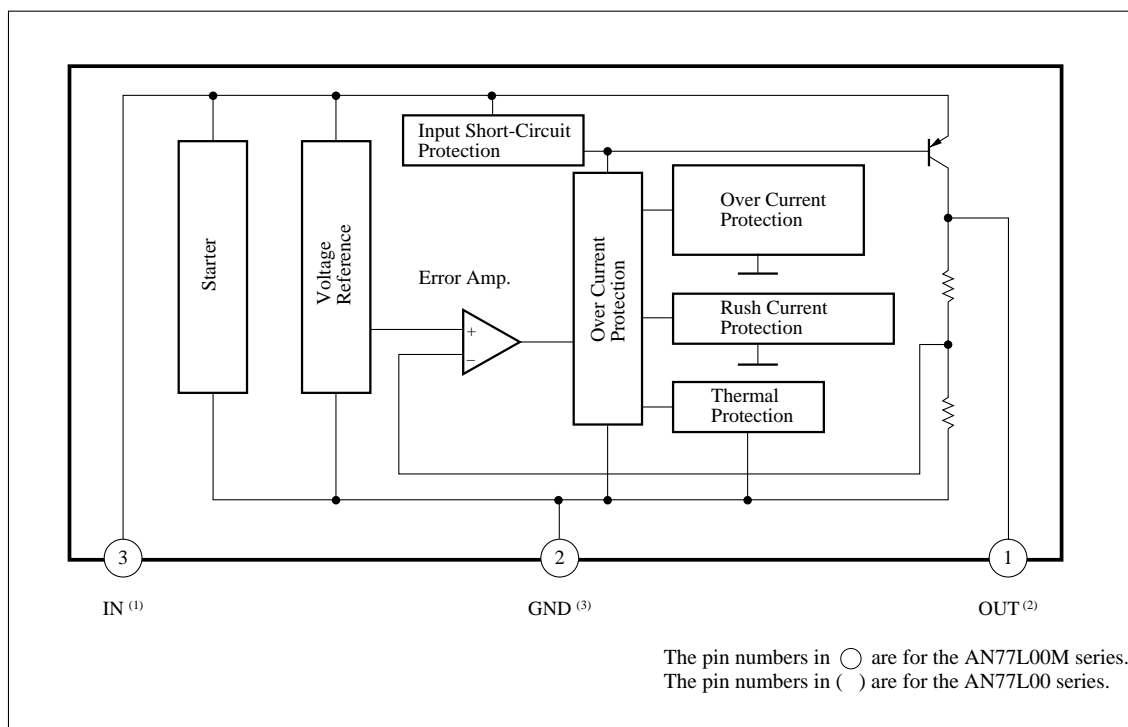 Input Short-Circuit
Protection
Over Current
Protection
Starter
Voltage
Reference
Error Amp.
+
−
Over Current
Protection
Rush Current
Protection
Thermal
Protection
3
2
1
IN (1)
GND (3)
OUT (2)
The pin numbers in ◯ are for the AN77L00M series.
The pin numbers in ( ) are for the AN77L00 series.